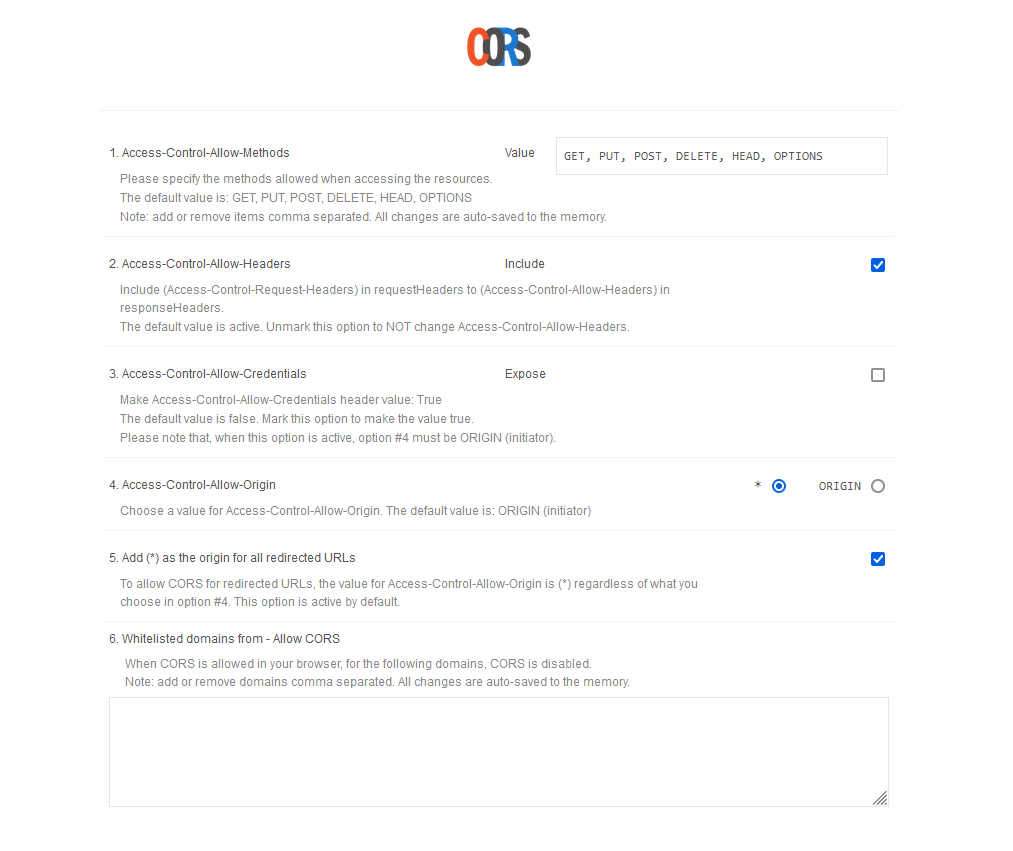 CORS
1. Access-Control-Allow-Methods Value GET, PUT, POST, DELETE, HEAD, OPTIONS
Please specify the methods allowed when accessing the resources.
The default value is: GET, PUT, POST, DELETE, HEAD, OPTIONS
Note: add or remove items comma separated. All changes are auto-saved to the memory.
2. Access-Control-Allow-Headers Include
Include (Access-Control-Request-Headers) in requestHeaders to (Access-Control-Allow-Headers) in
responseHeaders.
The default value is active. Unmark this option to NOT change Access-Control-Allow-Headers.
3. Access-Control-Allow-Credentials Expose
Make Access-Control-Allow-Credentials header value: True
The default value is false. Mark this option to make the value true.
Please note that, when this option is active, option #4 must be ORIGIN (initiator).
4. Access-Control-Allow-Origin * ORIGIN
Choose a value for Access-Control-Allow-Origin. The default value is: ORIGIN (initiator)
5. Add (*) as the origin for all redirected URLs
To allow CORS for redirected URLs, the value for Access-Control-Allow-Origin is (*) regardless of what you
choose in option #4. This option is active by default.
6. Whitelisted domains from - Allow CORS
When CORS is allowed in your browser, for the following domains, CORS is disabled.
Note: add or remove domains comma separated. All changes are auto-saved to the memory.